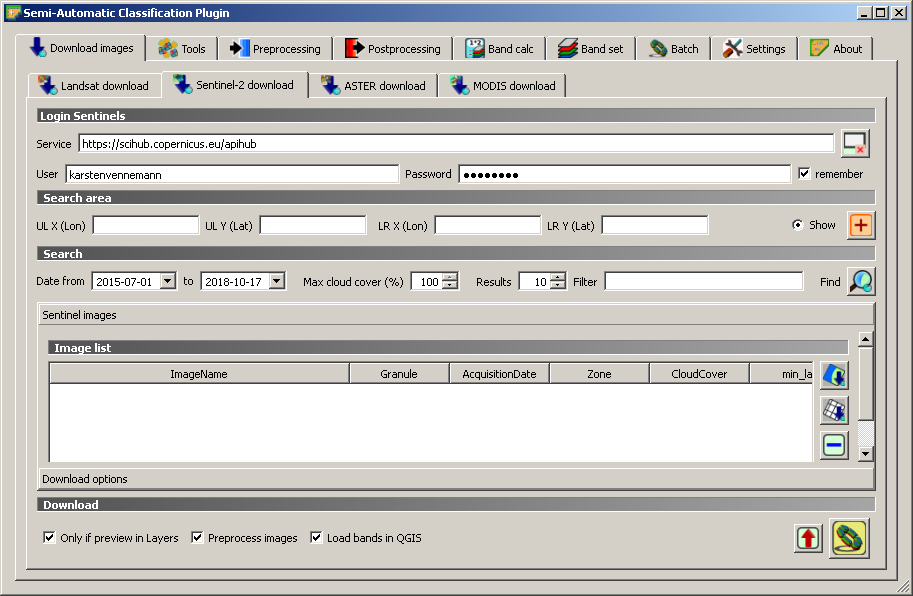 Semi-Automatic Classification Plugin
Download images Tools Preprocessing Postprocessing Band calc Band set Batch Settings About
Landsat download Sentinel-2 download ASTER download MODIS download
Login Sentinels
Service https://scihub.copernicus.eu/apihub
User karstenvennemann Password ●●●●●●●● remember
Search area
UL X (Lon) UL Y (Lat) LR X (Lon) LR Y (Lat) Show
Search
Date from 2015-07-01 to 2018-10-17 Max cloud cover (%) 100 Results 10 Filter Find
Sentinel images
Image list
ImageName Granule AcquisitionDate Zone CloudCover min_la
Download options
Download
Only if preview in Layers Preprocess images Load bands in QGIS